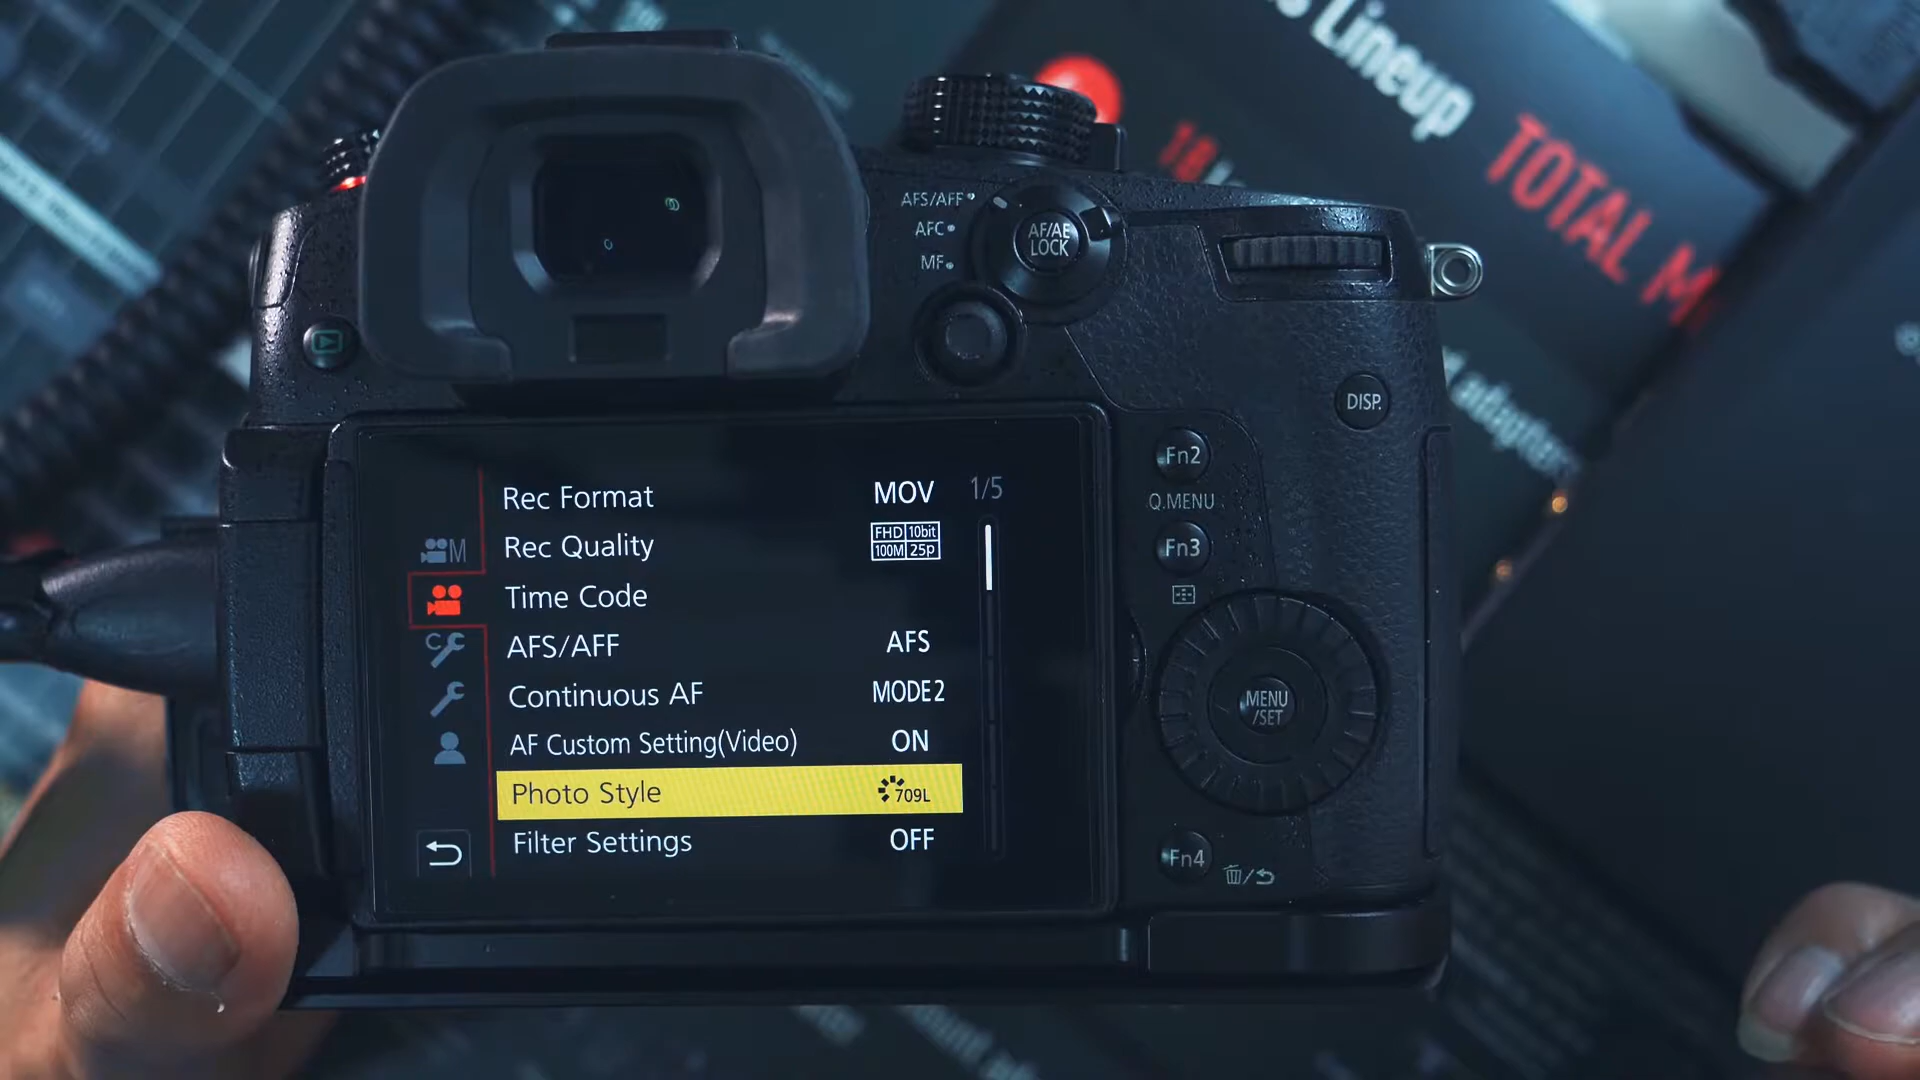 s Lineup
TOTAL M
18
M adapter
AFS/AFF
AFC
MF
AF/AE
LOCK
DISP.
Fn2
Q.MENU
Fn3
MENU
/SET
Fn4
1/5
Rec Format MOV
Rec Quality FHD 10bit 100M 25p
Time Code
AFS/AFF AFS
Continuous AF MODE2
AF Custom Setting(Video) ON
Photo Style 709L
Filter Settings OFF
M
C